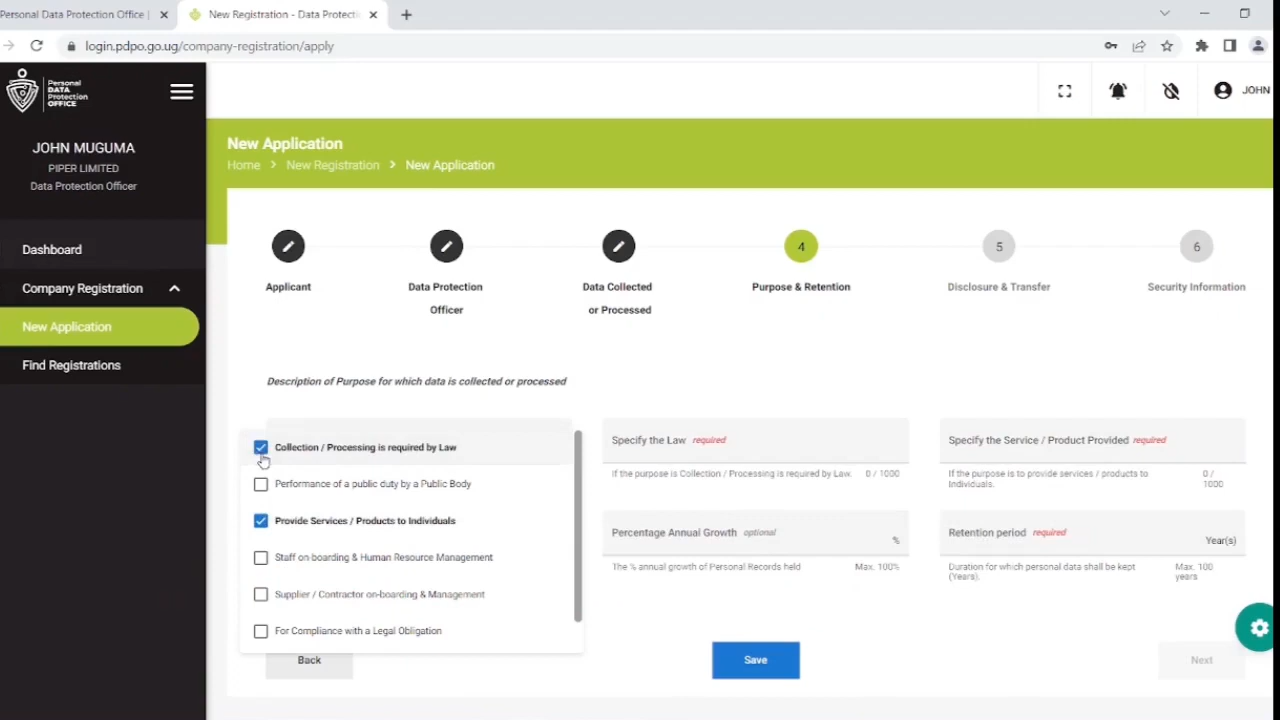 Personal Data Protection Office |
New Registration - Data Protectio
login.pdpo.go.ug/company-registration/apply
Personal
DATA
Protection
OFFICE
JOHN
JOHN MUGUMA
PIPER LIMITED
Data Protection Officer
Dashboard
Company Registration
New Application
Find Registrations
New Application
Home > New Registration > New Application
4
5
6
Applicant
Data Protection
Officer
Data Collected
or Processed
Purpose & Retention
Disclosure & Transfer
Security Information
Description of Purpose for which data is collected or processed
Collection / Processing is required by Law
Performance of a public duty by a Public Body
Provide Services / Products to Individuals
Staff on-boarding & Human Resource Management
Supplier / Contractor on-boarding & Management
For Compliance with a Legal Obligation
Specify the Law required
If the purpose is Collection / Processing is required by Law. 0 / 1000
Specify the Service / Product Provided required
If the purpose is to provide services / products to
Individuals.
0 /
1000
Percentage Annual Growth optional
%
The % annual growth of Personal Records held Max. 100%
Retention period required
Year(s)
Duration for which personal data shall be kept
(Years).
Max. 100
years
Back
Save
Next